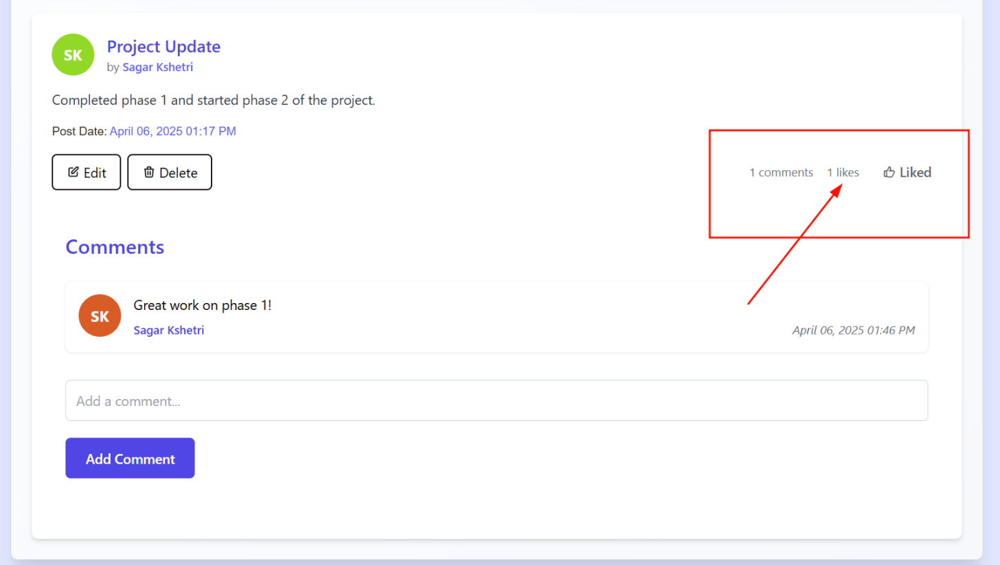 SK
Project Update
by Sagar Kshetri
Completed phase 1 and started phase 2 of the project.
Post Date: April 06, 2025 01:17 PM
Edit Delete 1 comments 1 likes Liked
Comments
SK
Great work on phase 1!
Sagar Kshetri April 06, 2025 01:46 PM
Add a comment...
Add Comment